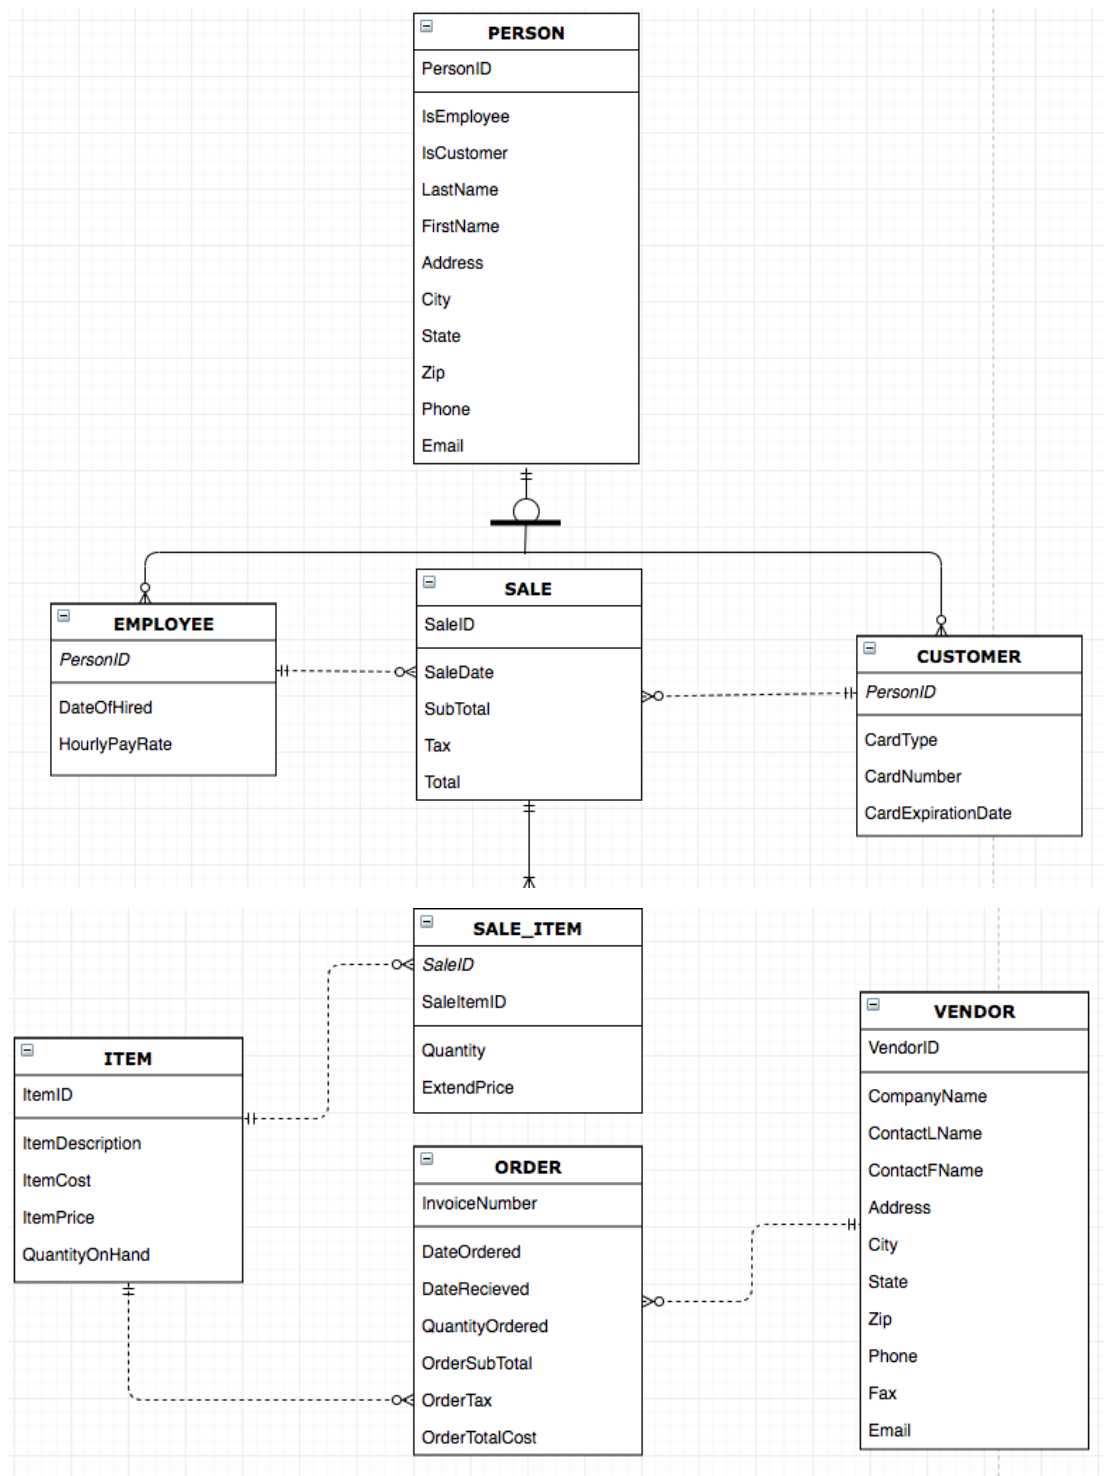 PERSON
PersonID
IsEmployee
IsCustomer
LastName
FirstName
Address
City
State
Zip
Phone
Email
EMPLOYEE
PersonID
DateOfHired
HourlyPayRate
SALE
SaleID
SaleDate
SubTotal
Tax
Total
CUSTOMER
PersonID
CardType
CardNumber
CardExpirationDate
SALE_ITEM
SaleID
SaleItemID
Quantity
ExtendPrice
ITEM
ItemID
ItemDescription
ItemCost
ItemPrice
QuantityOnHand
ORDER
InvoiceNumber
DateOrdered
DateRecieved
QuantityOrdered
OrderSubTotal
OrderTax
OrderTotalCost
VENDOR
VendorID
CompanyName
ContactLName
ContactFName
Address
City
State
Zip
Phone
Fax
Email